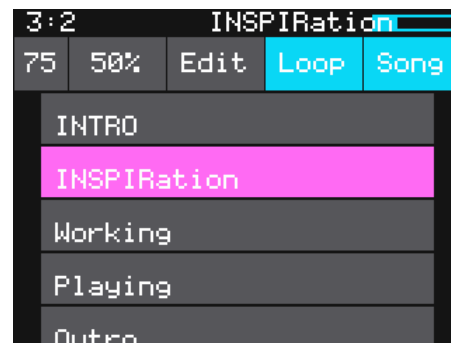 3:2 INSPIRation
75 50% Edit Loop Song
INTRO
INSPIRation
Working
Playing
Outro